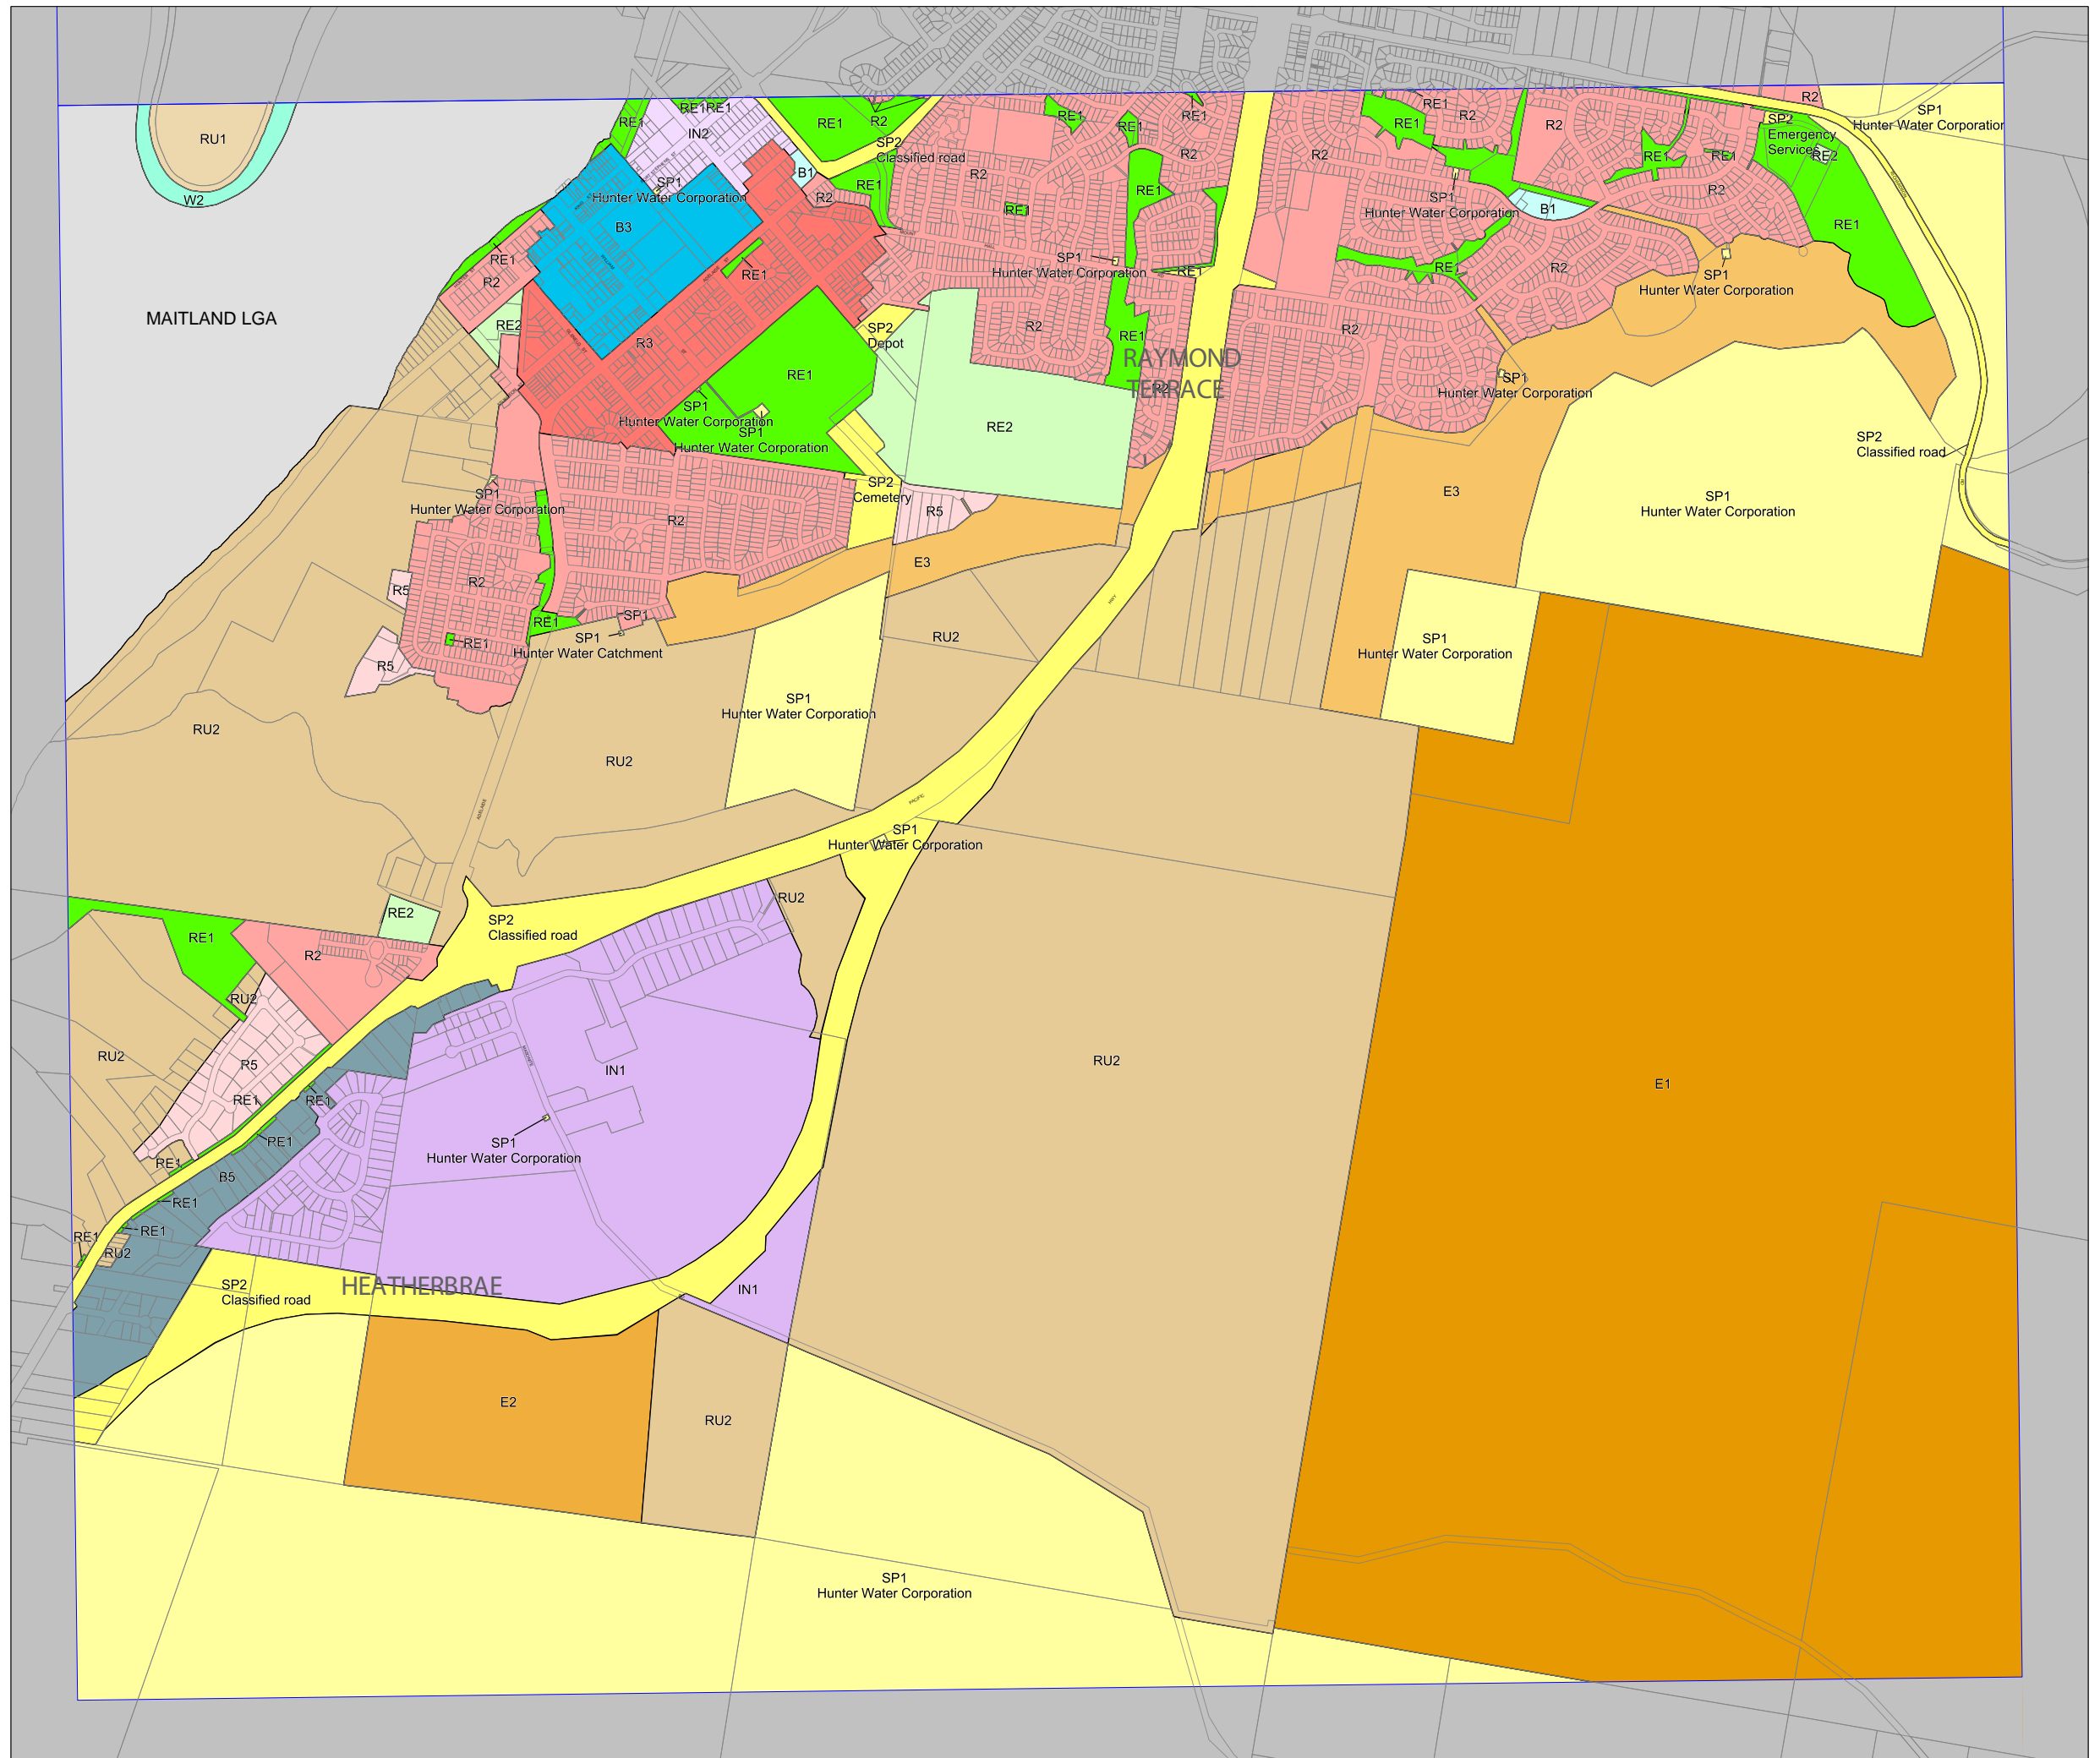 RE1RE1
R2
SP1
Hunter Water Corporation
RE1
RE1
R2
RE1
RE1
RE1
RE1
R2
R2
SP2
Emergency
Services
RE1
IN2
RU1
SP2
Classified road
R2
R2
RE1
RE1
RE2
B1
SP1
Hunter Water Corporation
R2
RE1
R2
RE1
R2
W2
RE1
SP1
Hunter Water Corporation
B1
B3
RE1
RE1
R2
RE1
SP1
Hunter Water Corporation
RE1
RE1
R2
SP1
Hunter Water Corporation
MAITLAND LGA
RE2
R3
SP2
Depot
R2
RE1
R2
RAYMOND
TERRACE
R2
RE1
SP1
Hunter Water Corporation
SP1
Hunter Water Corporation
SP1
Hunter Water Corporation
RE2
SP2
Classified road
SP1
Hunter Water Corporation
SP2
Cemetery
E3
SP1
Hunter Water Corporation
R2
R5
E3
R2
R5
RE1
SP1
RE1
SP1
Hunter Water Catchment
RU2
SP1
Hunter Water Corporation
R5
SP1
Hunter Water Corporation
RU2
RU2
HWY
ADELAIDE
PACIFIC
SP1
Hunter Water Corporation
RU2
RE2
SP2
Classified road
RE1
R2
RU2
RU2
R5
IN1
RU2
E1
RE1
RE1
RE1
SP1
Hunter Water Corporation
RE1
B5
RE1
RE1
RE1
RU2
HEATHERBRAE
SP2
Classified road
IN1
E2
RU2
SP1
Hunter Water Corporation